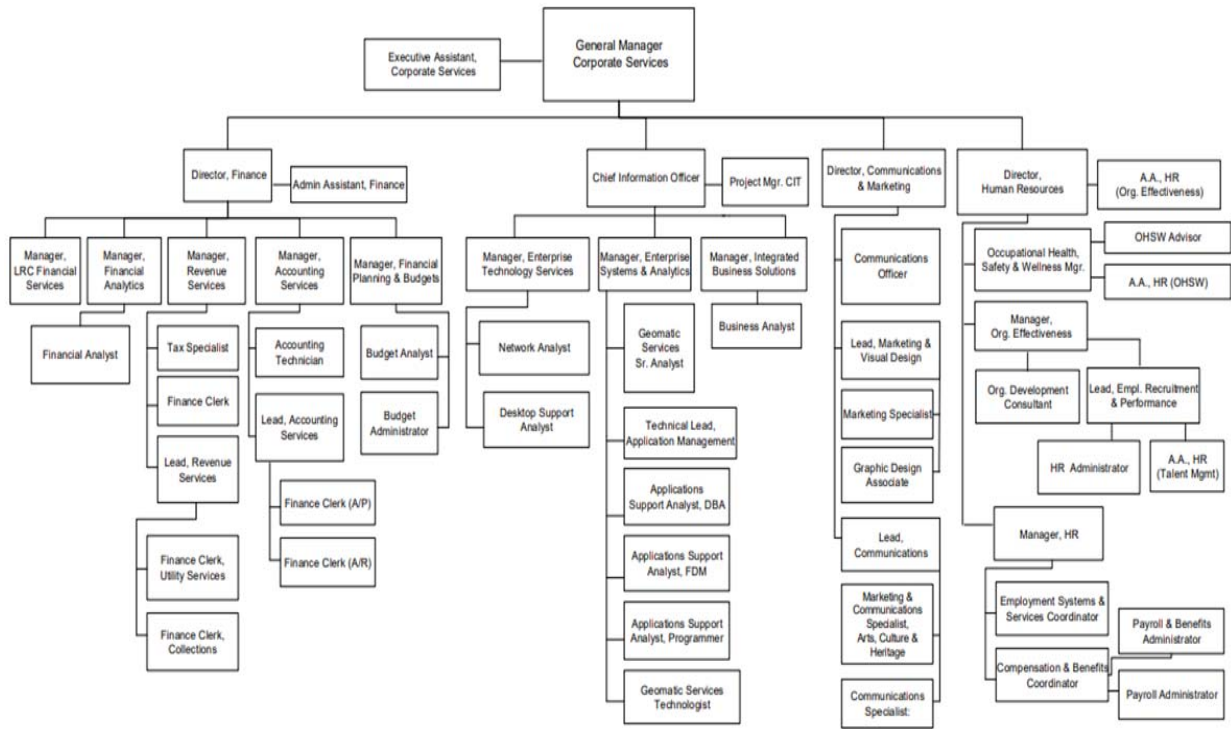 General Manager
Corporate Services
Executive Assistant,
Corporate Services
Director, Finance
Admin Assistant, Finance
Chief Information Officer
Project Mgr. CIT
Director, Communications
& Marketing
Director,
Human Resources
A.A., HR
(Org. Effectiveness)
Manager,
LRC Financial
Services
Manager,
Financial
Analytics
Manager,
Revenue
Services
Manager,
Accounting
Services
Manager, Financial
Planning & Budgets
Manager, Enterprise
Technology Services
Manager, Enterprise
Systems & Analytics
Manager, Integrated
Business Solutions
Communications
Officer
Occupational Health,
Safety & Wellness Mgr.
OHSW Advisor
A.A., HR (OHSW)
Financial Analyst
Tax Specialist
Accounting
Technician
Budget Analyst
Network Analyst
Geomatic
Services
Sr. Analyst
Business Analyst
Lead, Marketing &
Visual Design
Manager,
Org. Effectiveness
Finance Clerk
Lead, Accounting
Services
Budget
Administrator
Desktop Support
Analyst
Technical Lead,
Application Management
Marketing Specialist
Org. Development
Consultant
Lead, Empl. Recruitment
& Performance
Lead, Revenue
Services
Graphic Design
Associate
HR Administrator
A.A., HR
(Talent Mgmt)
Finance Clerk (A/P)
Applications
Support Analyst, DBA
Finance Clerk (A/R)
Lead,
Communications
Manager, HR
Finance Clerk,
Utility Services
Applications Support
Analyst, FDM
Marketing &
Communications
Specialist,
Arts, Culture &
Heritage
Employment Systems &
Services Coordinator
Finance Clerk,
Collections
Applications Support
Analyst, Programmer
Payroll & Benefits
Administrator
Compensation & Benefits
Coordinator
Payroll Administrator
Geomatic Services
Technologist
Communications
Specialist: